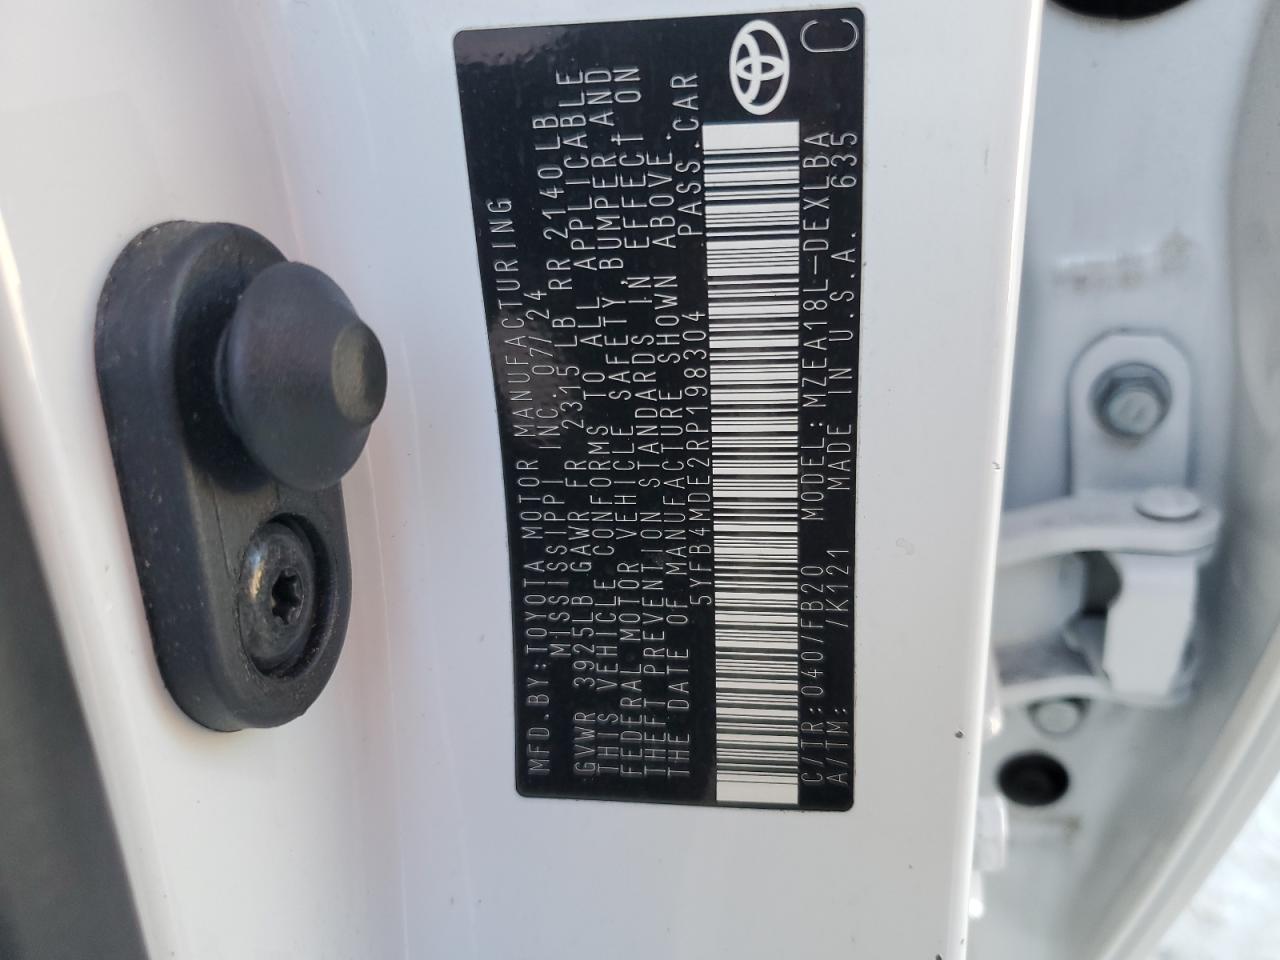 MFD.BY:TOYOTA MOTOR MANUFACTURING
MISSISSIPPI INC. 07/24
GVWR 3925LB GAWR FR 2315LB RR 2140LB
THIS VEHICLE CONFORMS TO ALL APPLICABLE
FEDERAL MOTOR VEHICLE SAFETY, BUMPER, AND
THEFT PREVENTION STANDARDS IN EFFECT ON
THE DATE OF MANUFACTURE SHOWN ABOVE.
5YFB4MDE2RP198304 PASS.CAR
C/TR:040/FB20 MODEL:MZEA18L-DEXLBA
A/TM: /K121 MADE IN U.S.A. 635
C